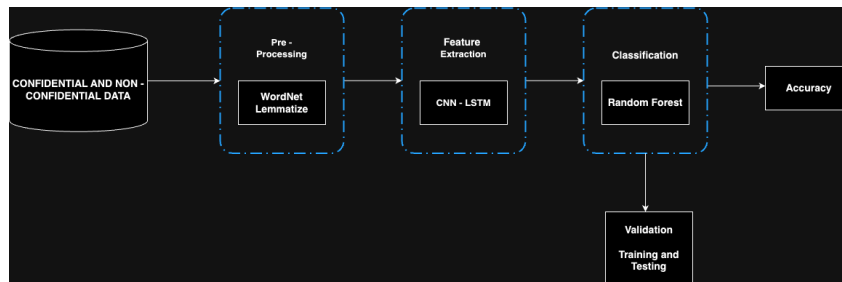 CONFIDENTIAL AND NON -
CONFIDENTIAL DATA
Pre -
Processing
WordNet
Lemmatize
Feature
Extraction
CNN - LSTM
Classification
Random Forest
Accuracy
Validation
Training and
Testing